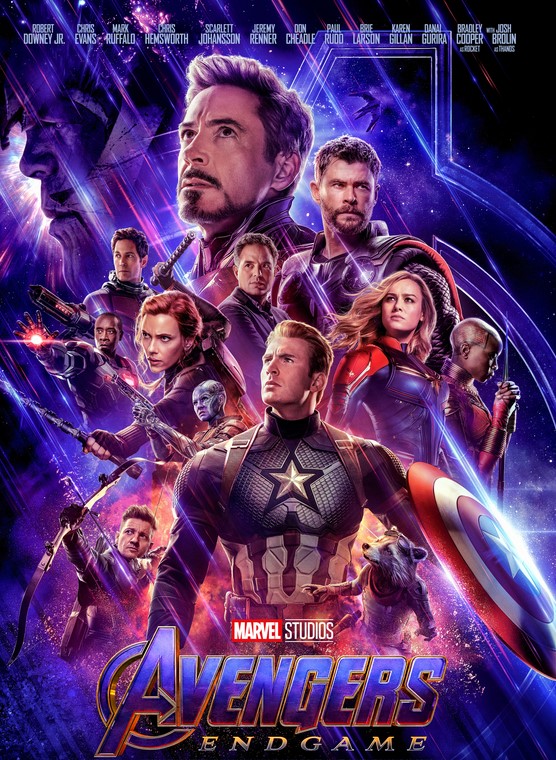 ROBERT DOWNEY JR. CHRIS EVANS MARK RUFFALO CHRIS HEMSWORTH SCARLETT JOHANSSON JEREMY RENNER DON CHEADLE PAUL RUDD BRIE LARSON KAREN GILLAN DANAI GURIRA BRADLEY COOPER AS ROCKET WITH JOSH BROLIN AS THANOS
MARVEL STUDIOS
AVENGERS
ENDGAME